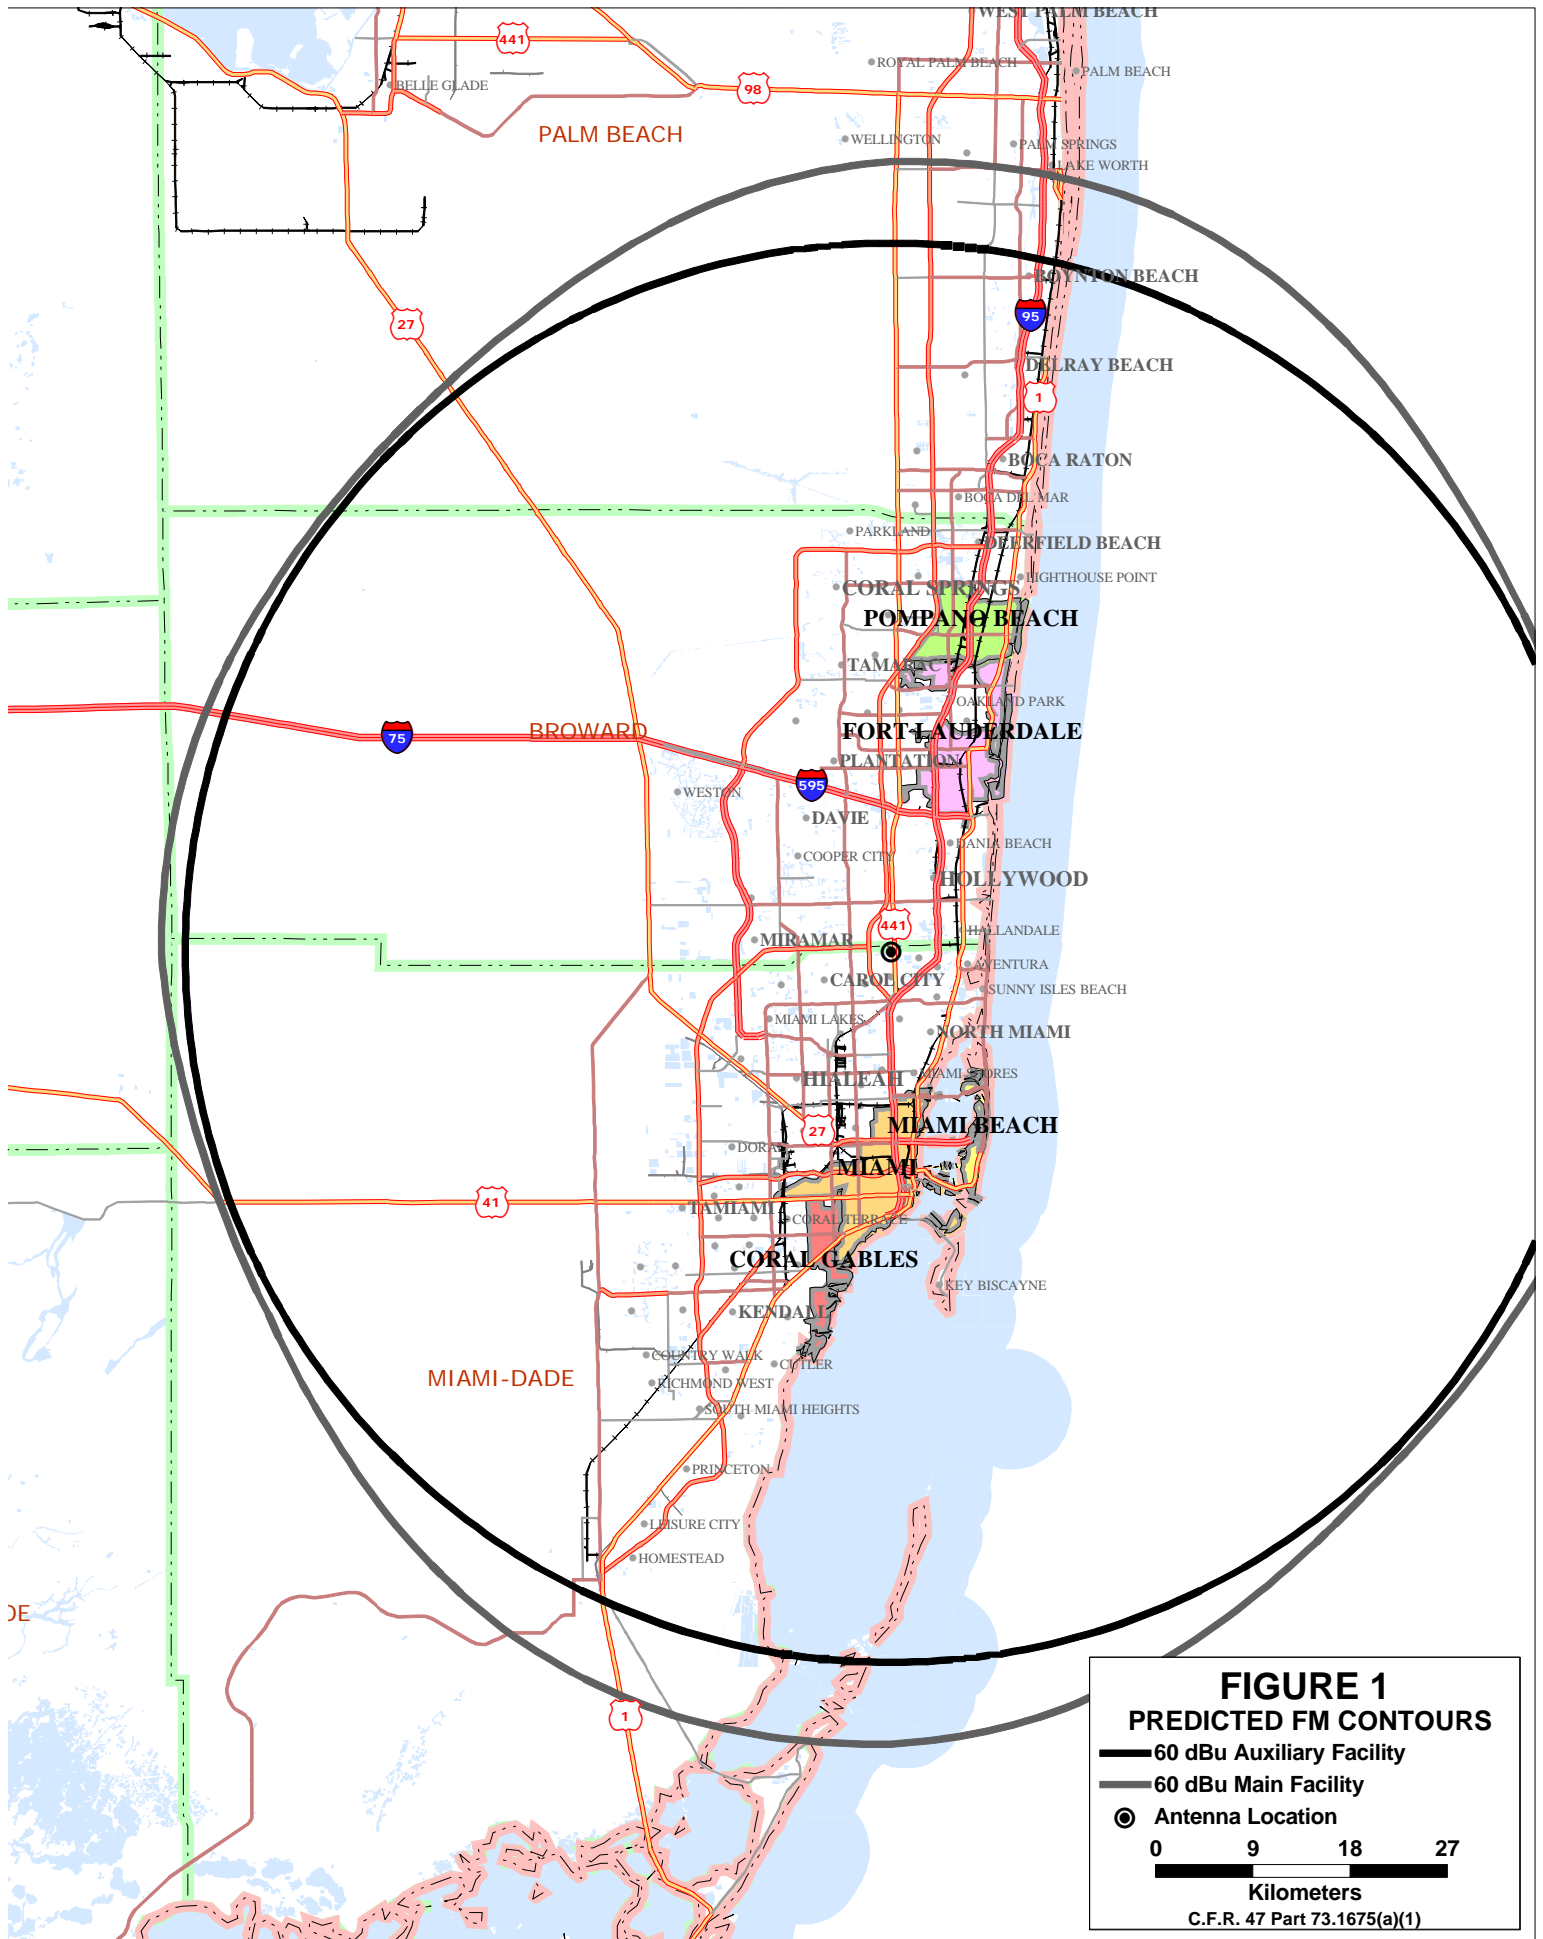 WEST PALM BEACH
441
ROYAL PALM BEACH
PALM BEACH
BELLE GLADE
98
PALM BEACH
WELLINGTON
PALM SPRINGS
LAKE WORTH
BOYNTON BEACH
95
27
DELRAY BEACH
1
BOCA RATON
BOCA DEL MAR
PARKLAND
DEERFIELD BEACH
LIGHTHOUSE POINT
CORAL SPRINGS
POMPANO BEACH
TAMARAC
OAKLAND PARK
BROWARD
75
FORT LAUDERDALE
PLANTATION
595
WESTON
DAVIE
DANIA BEACH
COOPER CITY
HOLLYWOOD
441
HALLANDALE
MIRAMAR
AVENTURA
CAROL CITY
SUNNY ISLES BEACH
MIAMI LAKES
NORTH MIAMI
HIALEAH
MIAMI SHORES
MIAMI BEACH
27
DORAL
MIAMI
41
TAMIAMI
CORAL TERRACE
CORAL GABLES
KEY BISCAYNE
KENDALL
COUNTRY WALK
CUTLER
MIAMI-DADE
RICHMOND WEST
SOUTH MIAMI HEIGHTS
PRINCETON
LEISURE CITY
HOMESTEAD
DE
1
FIGURE 1
PREDICTED FM CONTOURS
60 dBu Auxiliary Facility
60 dBu Main Facility
Antenna Location
0 9 18 27
Kilometers
C.F.R. 47 Part 73.1675(a)(1)